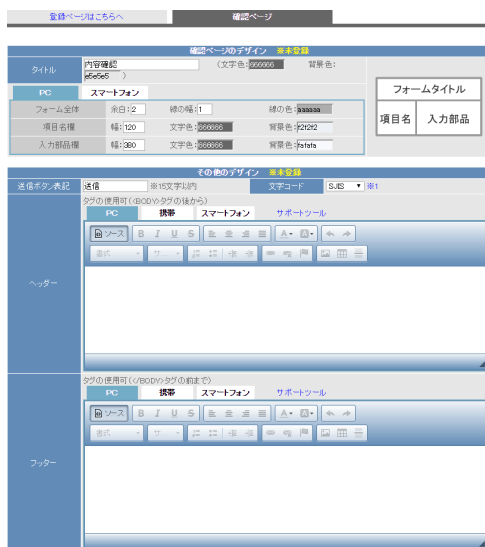 登録ページはこちらへ 確認ページ
確認ページのデザイン ※未登録
タイトル 内容確認 (文字色:666666 背景色:
e5e5e5 )
PC スマートフォン
フォーム全体 余白:2 線の幅:1 線の色:aaaaaa
項目名欄 幅:120 文字色:666666 背景色:f2f2f2
入力部品欄 幅:380 文字色:666666 背景色:fafafa
フォームタイトル
項目名 入力部品
その他のデザイン ※未登録
送信ボタン表記 送信 ※15文字以内 文字コード SJIS ▼ ※1
ヘッダー
タグの使用可(<BODY>タグの後から)
PC 携帯 スマートフォン サポートツール
ソース B I U S A A
書式 サ...
フッター
タグの使用可(</BODY>タグの前まで)
PC 携帯 スマートフォン サポートツール
ソース B I U S A A
書式 サ...